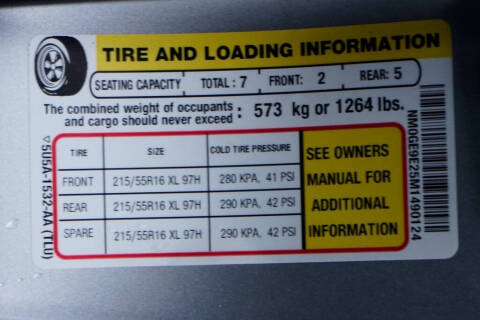 TIRE AND LOADING INFORMATION
SEATING CAPACITY TOTAL : 7 FRONT: 2 REAR: 5
The combined weight of occupants
and cargo should never exceed : 573 kg or 1264 lbs.
TIRE SIZE COLD TIRE PRESSURE
FRONT 215/55R16 XL 97H 280 KPA, 41 PSI
REAR 215/55R16 XL 97H 290 KPA, 42 PSI
SPARE 215/55R16 XL 97H 290 KPA, 42 PSI
SEE OWNERS
MANUAL FOR
ADDITIONAL
INFORMATION
5U5A-1532-AA (TLU)
NM0GE9E25M1490124